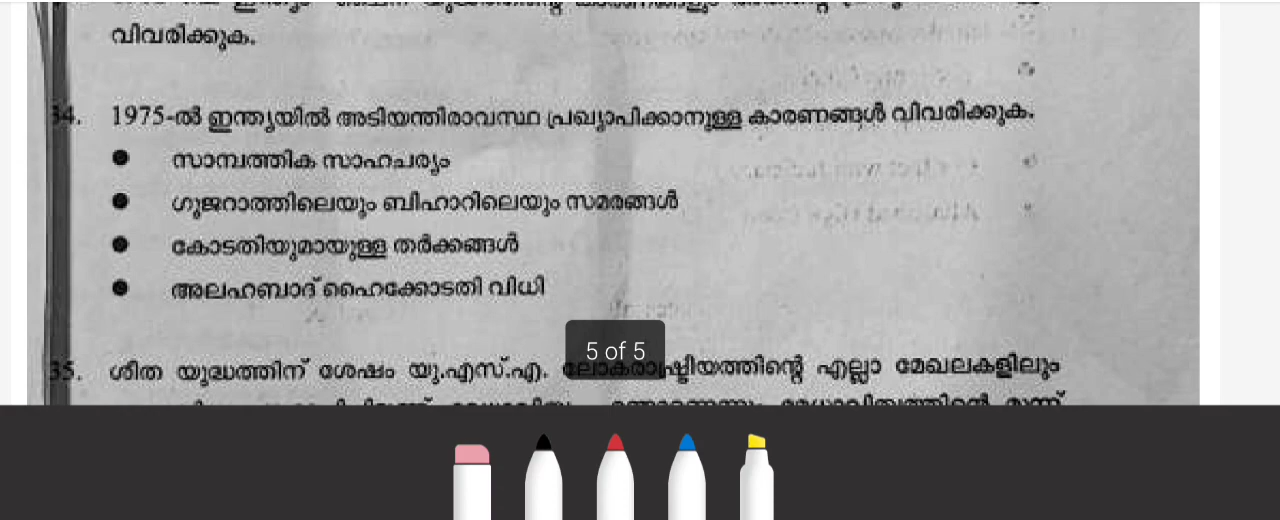 വിവരിക്കുക.
34. 1975-ൽ ഇന്ത്യയിൽ അടിയന്തിരാവസ്ഥ പ്രഖ്യാപിക്കാനുള്ള കാരണങ്ങൾ വിവരിക്കുക.
● സാമ്പത്തിക സാഹചര്യം
● ഗുജറാത്തിലെയും ബീഹാറിലെയും സമരങ്ങൾ
● കോടതിയുമായുള്ള തർക്കങ്ങൾ
● അലഹബാദ് ഹൈക്കോടതി വിധി
5 of 5
35. ശീത യുദ്ധത്തിന് ശേഷം യു.എസ്.എ. ലോകരാഷ്ട്രീയത്തിന്റെ എല്ലാ മേഖലകളിലും